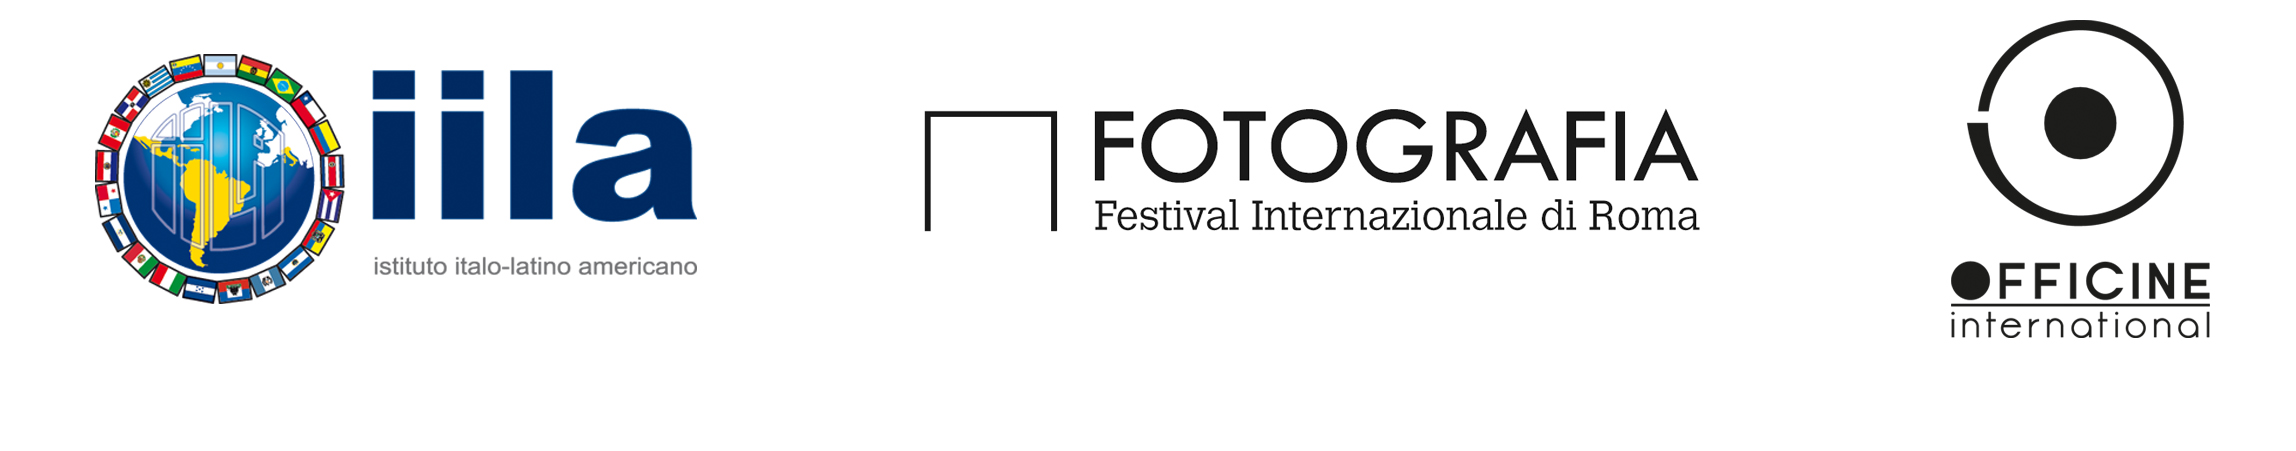 iila
istituto italo-latino americano
FOTOGRAFIA
Festival Internazionale di Roma
OFFICINE
international